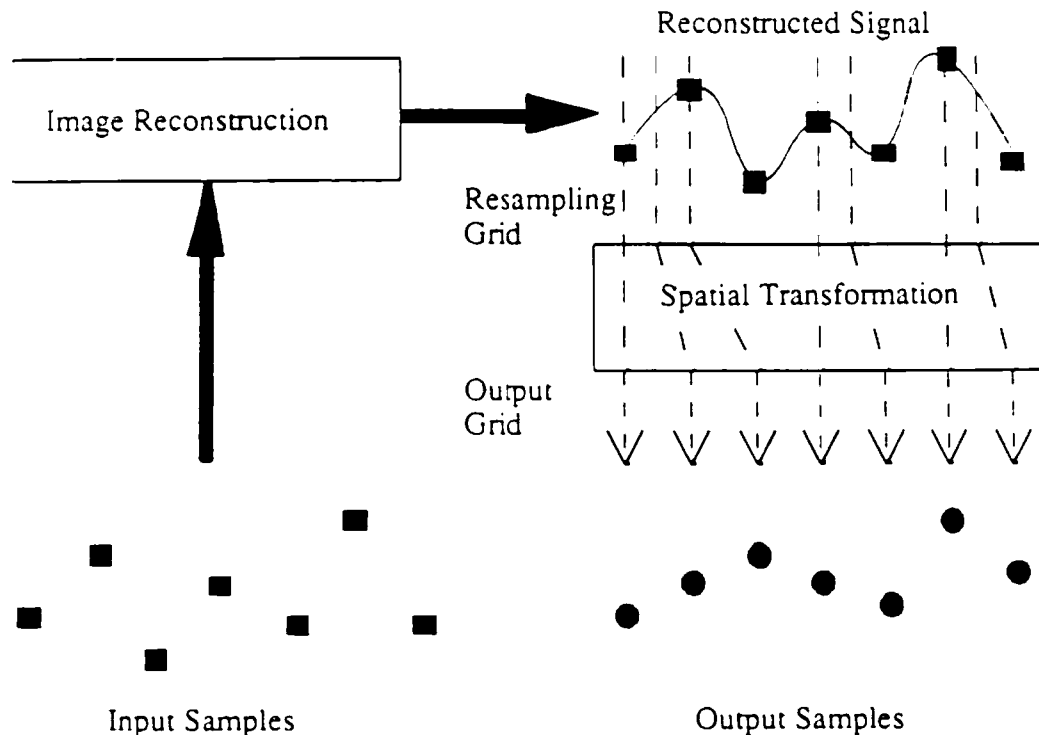 Reconstructed Signal
Image Reconstruction
Resampling
Grid
Spatial Transformation
Output
Grid
Input Samples
Output Samples